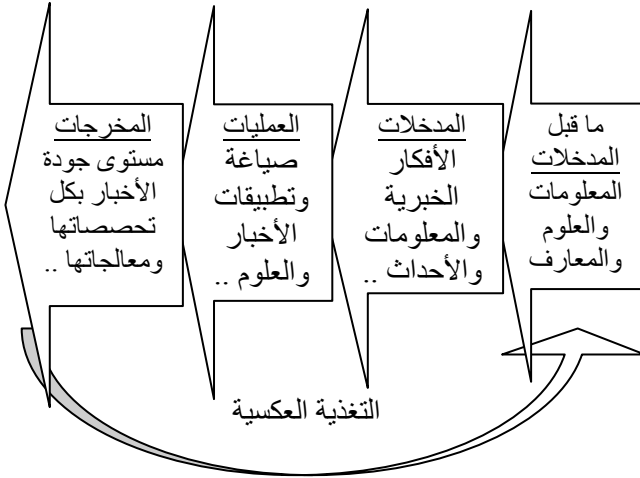 ما قبل
المدخلات
المعلومات
والعلوم
والمعارف
المدخلات
الأفكار
الخبرية
والمعلومات
والأحداث ..
العمليات
صياغة
وتطبيقات
الأخبار
والعلوم ..
المخرجات
مستوى جودة
الأخبار بكل
تحصصاتها
ومعالجاتها ..
التغذية العكسية